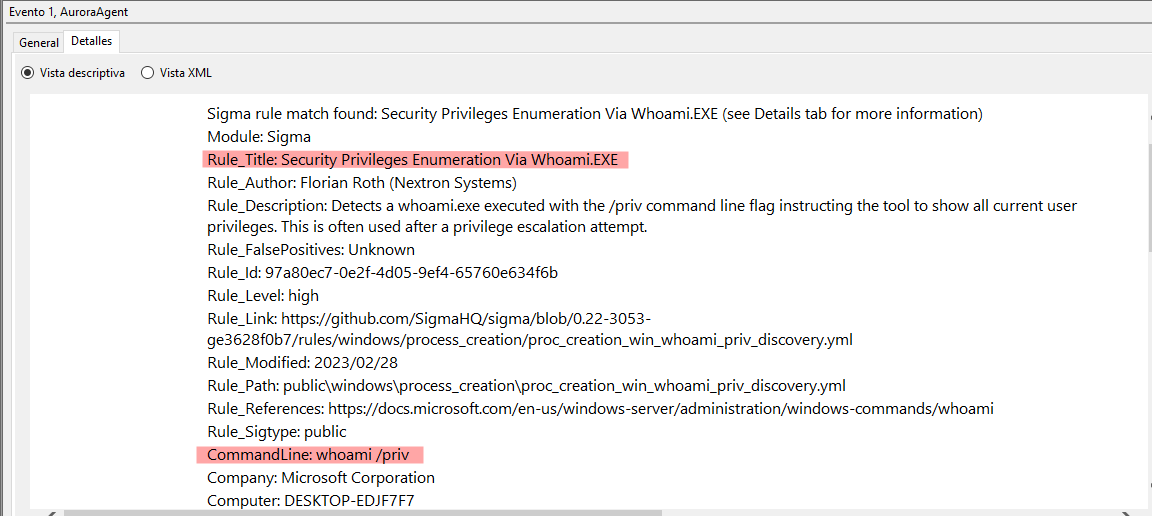 Evento 1, AuroraAgent
General Detalles
Vista descriptiva Vista XML
Sigma rule match found: Security Privileges Enumeration Via Whoami.EXE (see Details tab for more information)
Module: Sigma
Rule_Title: Security Privileges Enumeration Via Whoami.EXE
Rule_Author: Florian Roth (Nextron Systems)
Rule_Description: Detects a whoami.exe executed with the /priv command line flag instructing the tool to show all current user
privileges. This is often used after a privilege escalation attempt.
Rule_FalsePositives: Unknown
Rule_Id: 97a80ec7-0e2f-4d05-9ef4-65760e634f6b
Rule_Level: high
Rule_Link: https://github.com/SigmaHQ/sigma/blob/0.22-3053-
ge3628f0b7/rules/windows/process_creation/proc_creation_win_whoami_priv_discovery.yml
Rule_Modified: 2023/02/28
Rule_Path: public\windows\process_creation\proc_creation_win_whoami_priv_discovery.yml
Rule_References: https://docs.microsoft.com/en-us/windows-server/administration/windows-commands/whoami
Rule_Sigtype: public
CommandLine: whoami /priv
Company: Microsoft Corporation
Computer: DESKTOP-EDJF7F7